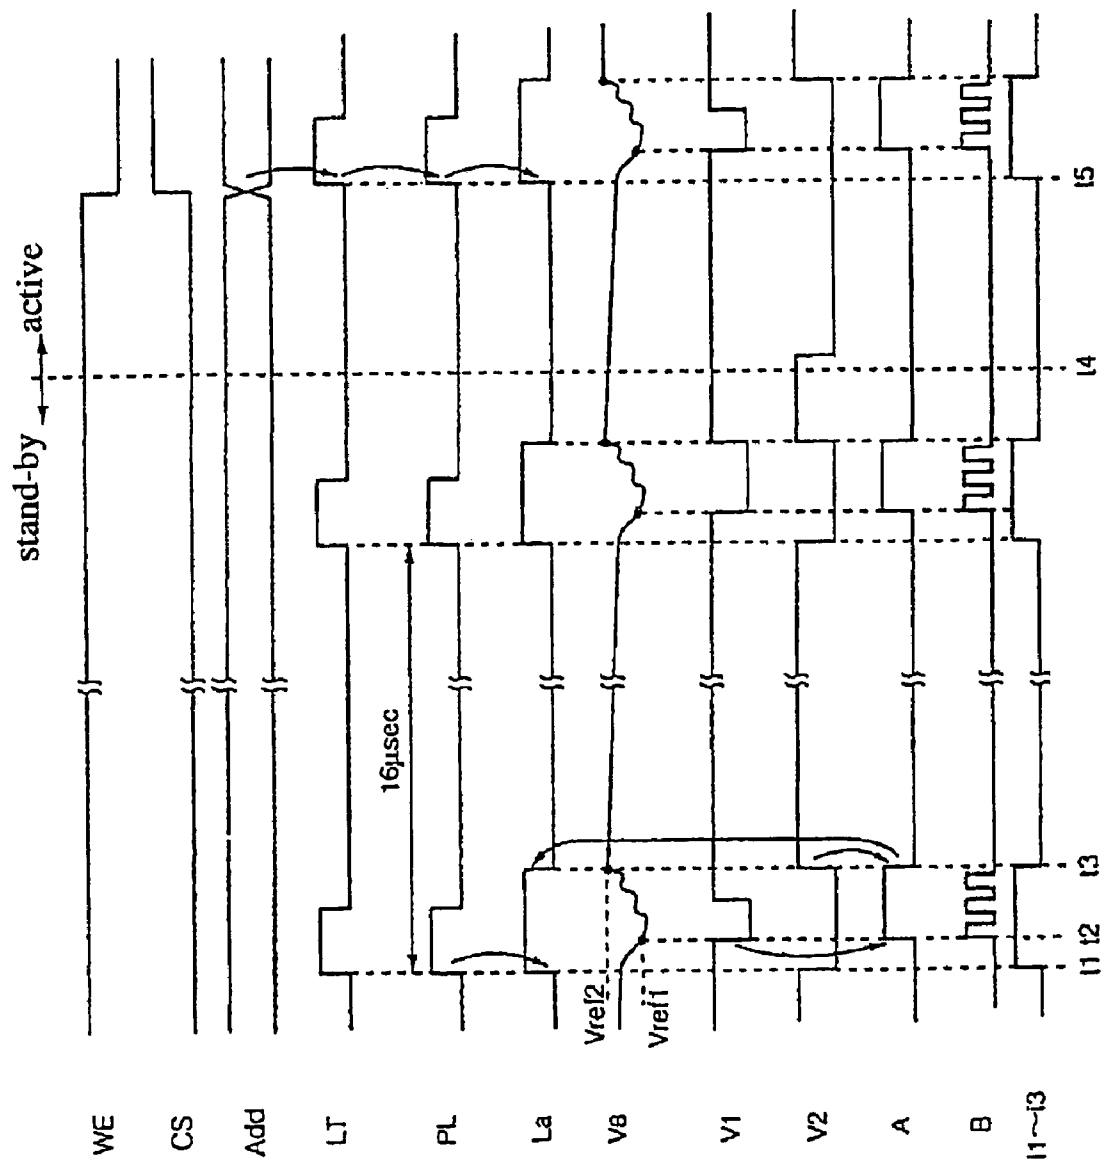 stand-by active
WE
CS
Add
LT
16μsec
PL
La
Vref2
VB
Vref1
V1
V2
A
B
I1~I3
t1 t2 t3 t4 t5